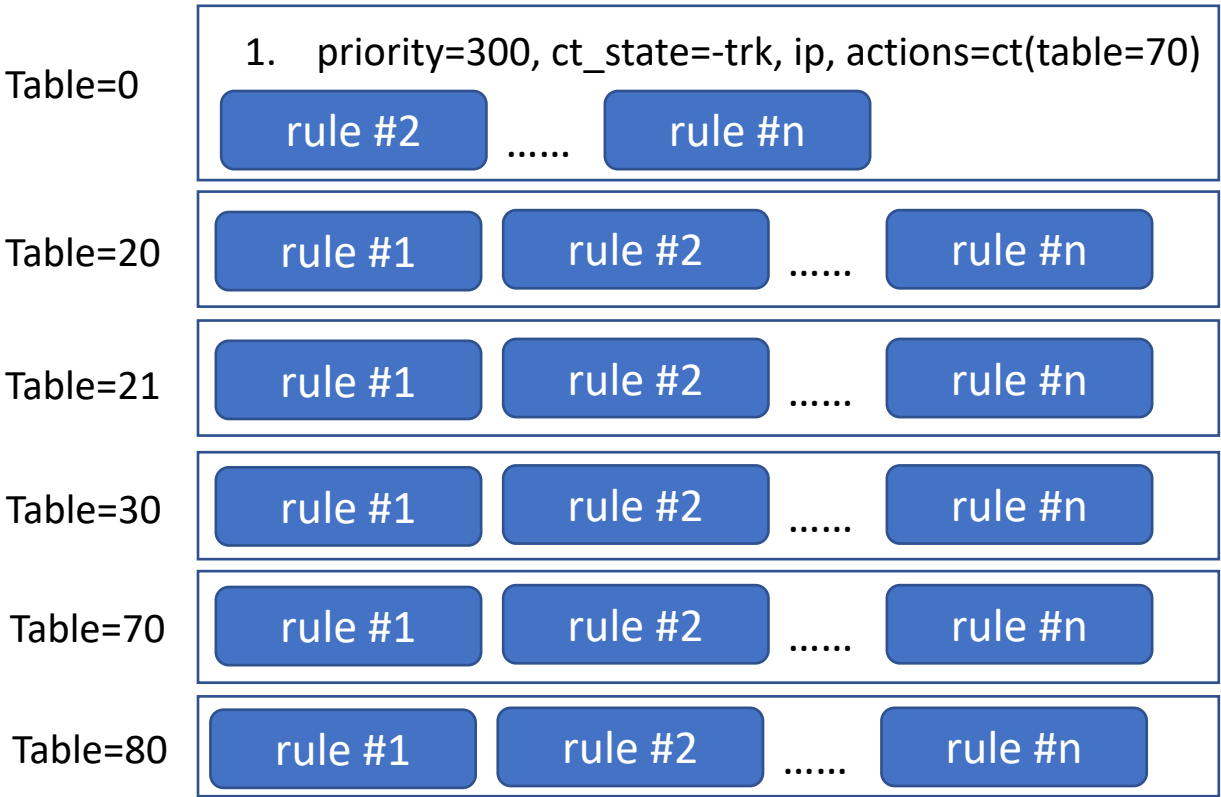 Table=0
1. priority=300, ct_state=-trk, ip, actions=ct(table=70)
rule #2 ...... rule #n
Table=20 rule #1 rule #2 ...... rule #n
Table=21 rule #1 rule #2 ...... rule #n
Table=30 rule #1 rule #2 ...... rule #n
Table=70 rule #1 rule #2 ...... rule #n
Table=80 rule #1 rule #2 ...... rule #n